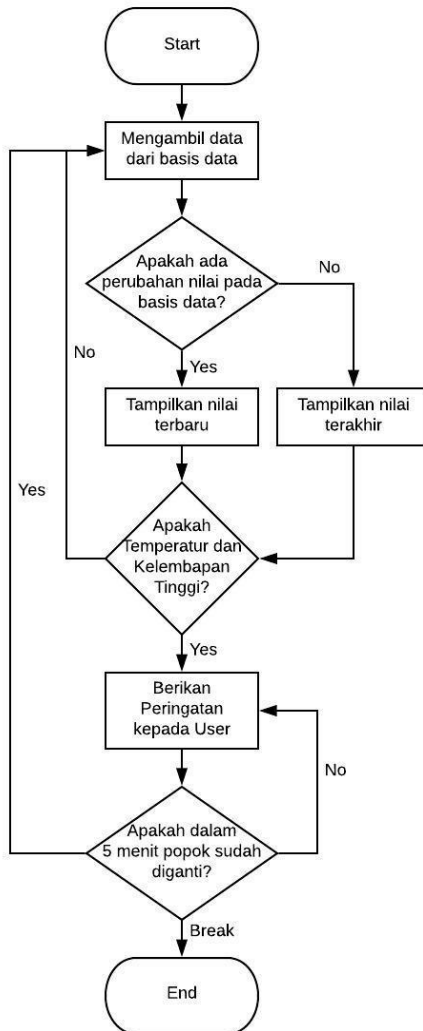 Start
Mengambil data
dari basis data
Apakah ada
perubahan nilai pada
basis data?
No
No
Yes
Tampilkan nilai
terbaru
Tampilkan nilai
terakhir
Yes
Apakah
Temperatur dan
Kelembapan
Tinggi?
Yes
Berikan
Peringatan
kepada User
No
Apakah dalam
5 menit popok sudah
diganti?
Break
End